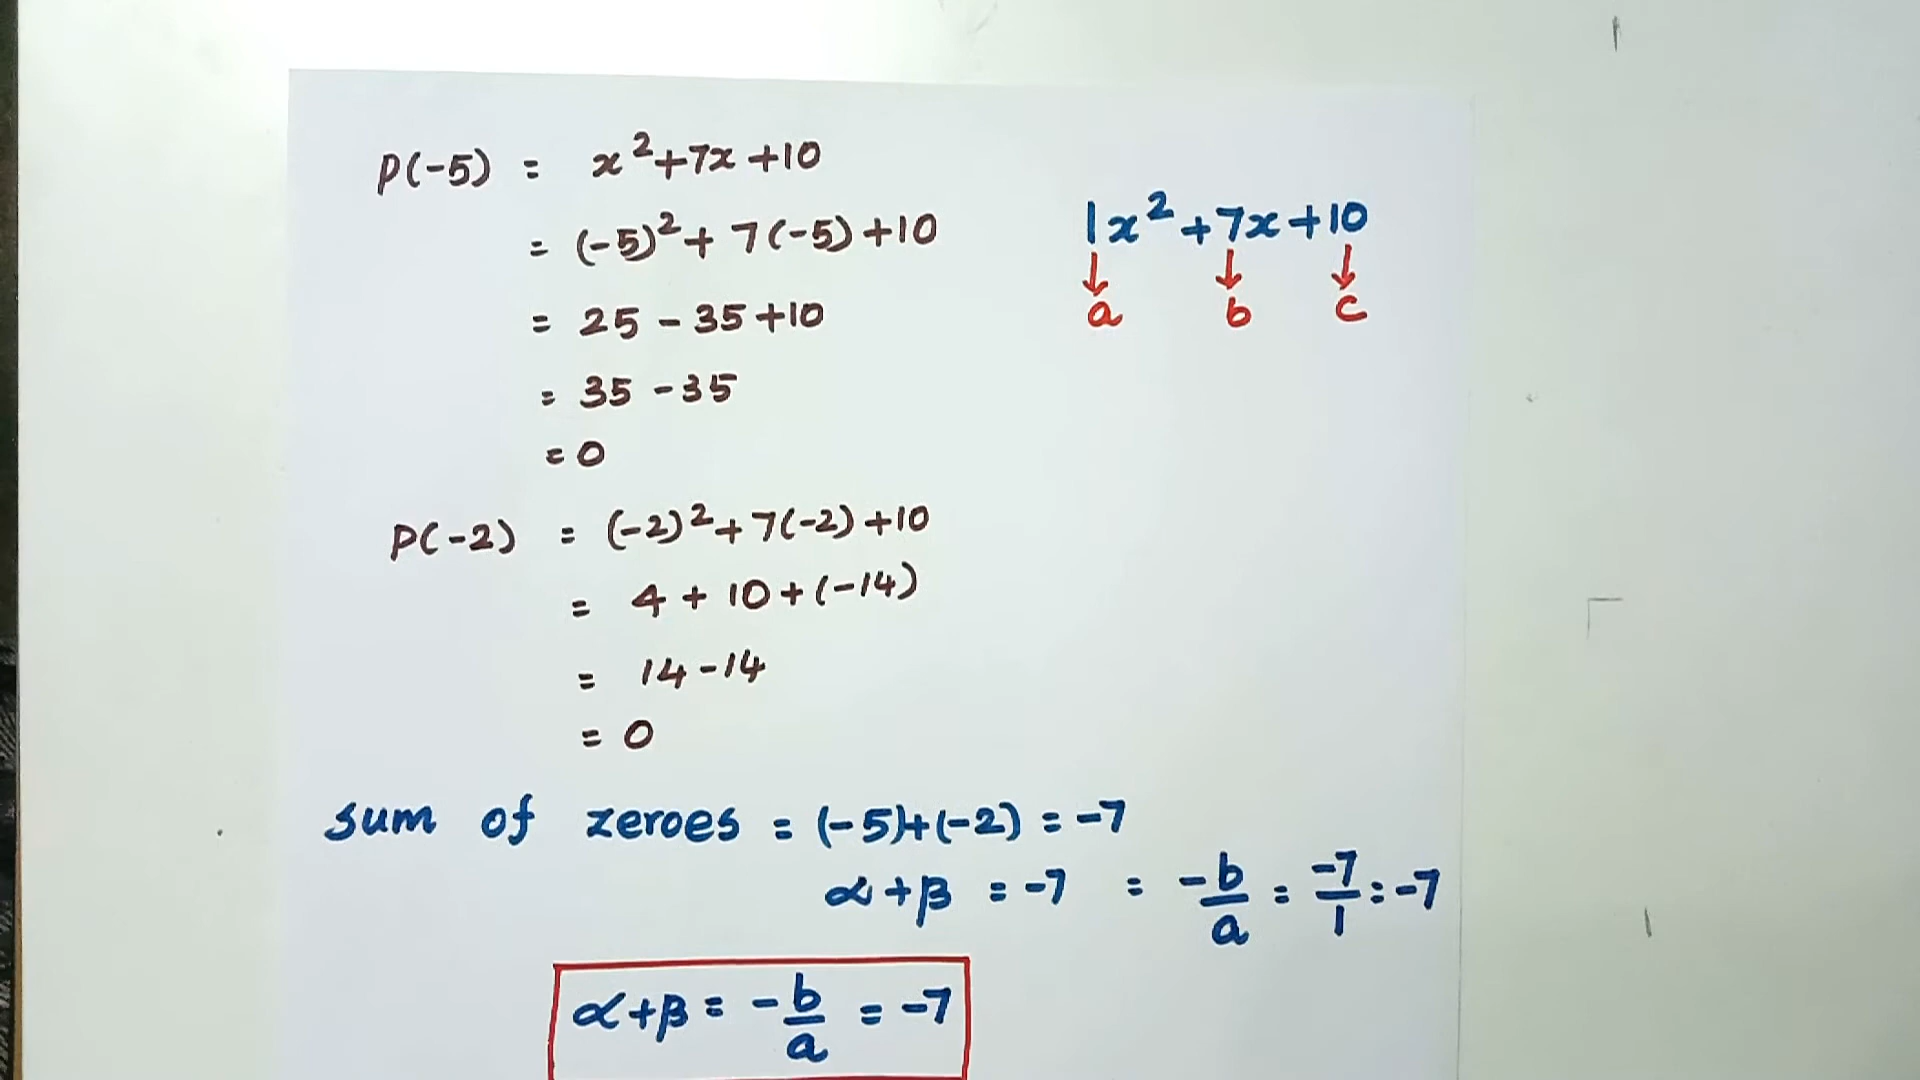 P(-5) = x²+7x+10
= (-5)²+ 7(-5)+10
= 25 - 35+10
= 35 -35
= 0
1x²+7x+10
↓ ↓ ↓
a b c
P(-2) = (-2)²+7(-2)+10
= 4 + 10+(-14)
= 14-14
= 0
sum of zeroes = (-5)+(-2) = -7
α+β = -7 = -b/a = -7/1 = -7
α+β = -b/a = -7